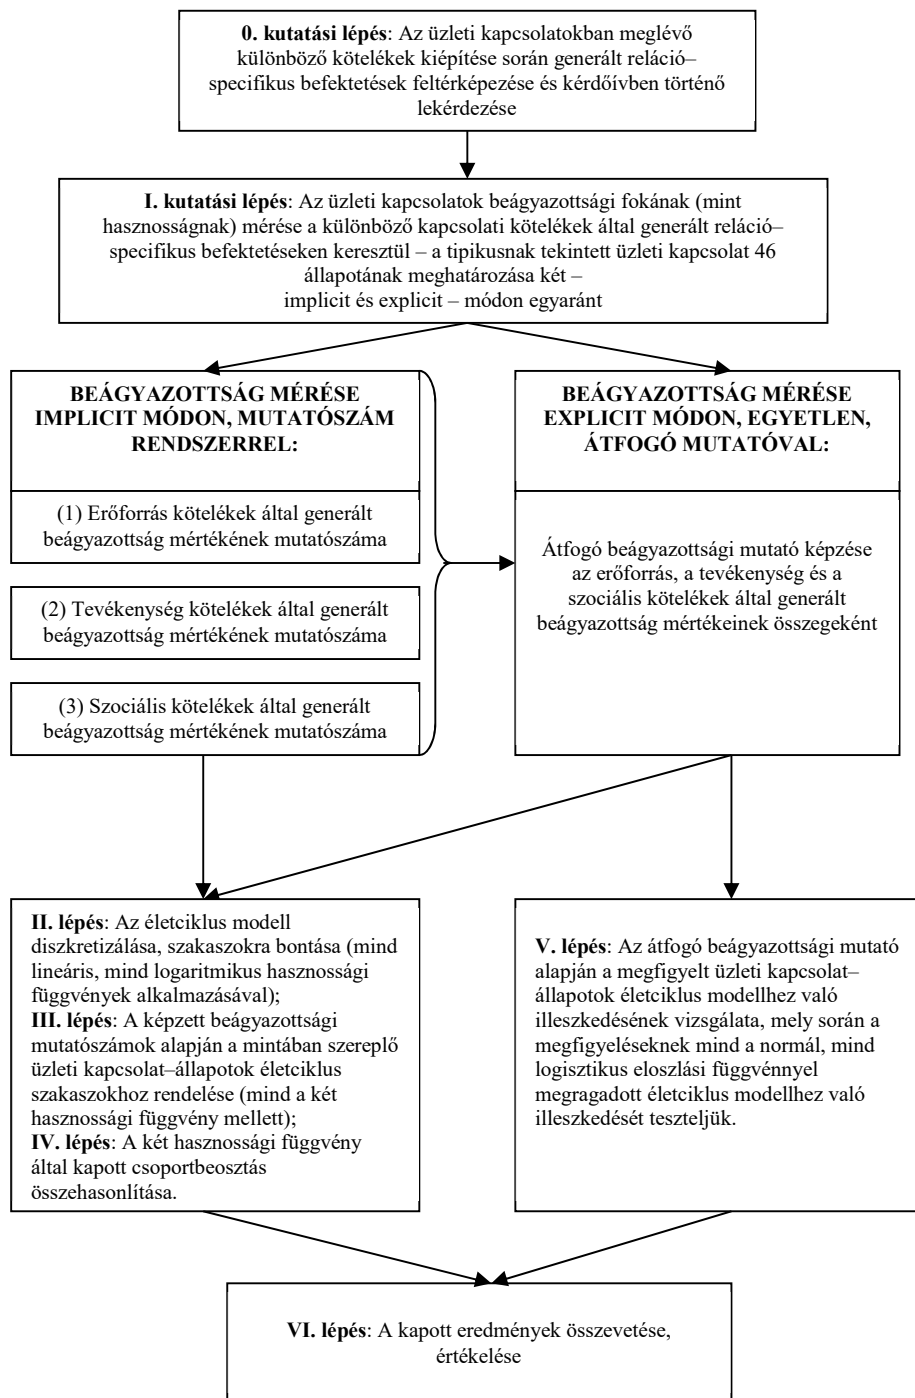 0. kutatási lépés: Az üzleti kapcsolatokban meglévő
különböző kötelékek kiépítése során generált reláció–
specifikus befektetések feltérképezése és kérdőívben történő
lekérdezése
I. kutatási lépés: Az üzleti kapcsolatok beágyazottsági fokának (mint
hasznosságnak) mérése a különböző kapcsolati kötelékek által generált reláció–
specifikus befektetéseken keresztül – a tipikusnak tekintett üzleti kapcsolat 46
állapotának meghatározása két –
implicit és explicit – módon egyaránt
BEÁGYAZOTTSÁG MÉRÉSE
IMPLICIT MÓDON, MUTATÓSZÁM
RENDSZERREL:
(1) Erőforrás kötelékek által generált
beágyazottság mértékének mutatószáma
(2) Tevékenység kötelékek által generált
beágyazottság mértékének mutatószáma
(3) Szociális kötelékek által generált
beágyazottság mértékének mutatószáma
BEÁGYAZOTTSÁG MÉRÉSE
EXPLICIT MÓDON, EGYETLEN,
ÁTFOGÓ MUTATÓVAL:
Átfogó beágyazottsági mutató képzése
az erőforrás, a tevékenység és a
szociális kötelékek által generált
beágyazottság mértékeinek összegeként
II. lépés: Az életciklus modell
diszkretizálása, szakaszokra bontása (mind
lineáris, mind logaritmikus hasznossági
függvények alkalmazásával);
III. lépés: A képzett beágyazottsági
mutatószámok alapján a mintában szereplő
üzleti kapcsolat–állapotok életciklus
szakaszokhoz rendelése (mind a két
hasznossági függvény mellett);
IV. lépés: A két hasznossági függvény
által kapott csoportbeosztás
összehasonlítása.
V. lépés: Az átfogó beágyazottsági mutató
alapján a megfigyelt üzleti kapcsolat–
állapotok életciklus modellhez való
illeszkedésének vizsgálata, mely során a
megfigyeléseknek mind a normál, mind
logisztikus eloszlási függvénnyel
megragadott életciklus modellhez való
illeszkedését teszteljük.
VI. lépés: A kapott eredmények összevetése,
értékelése